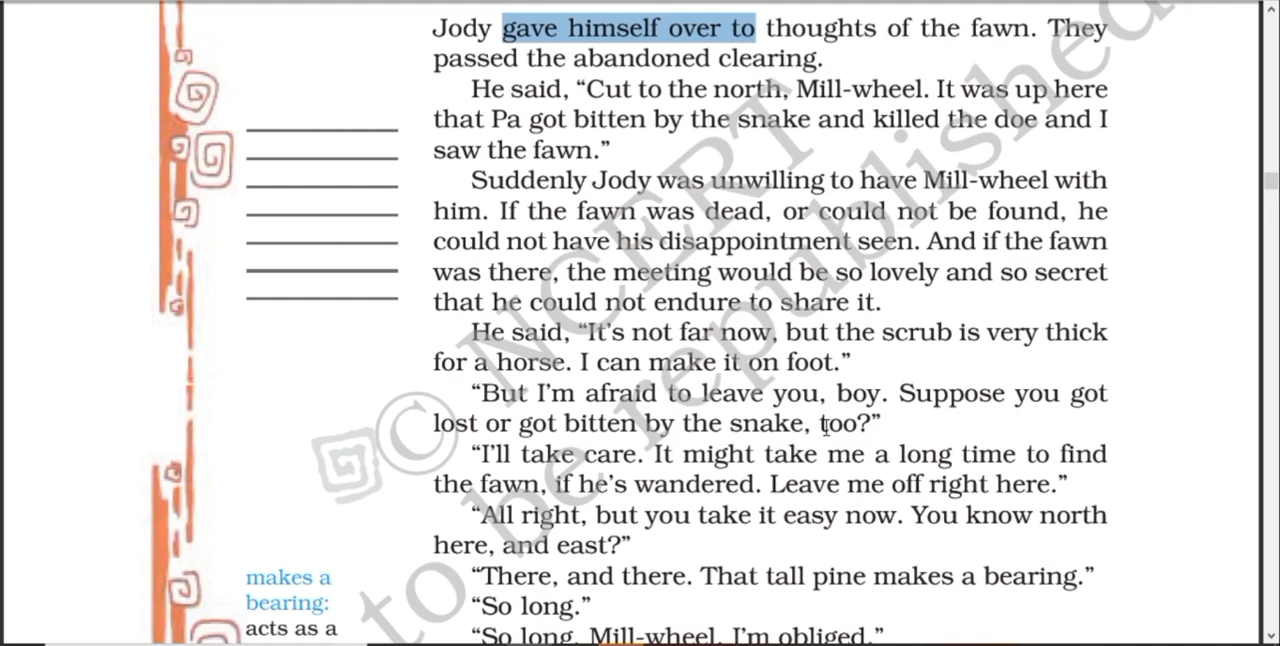 Jody gave himself over to thoughts of the fawn. They
passed the abandoned clearing.
He said, “Cut to the north, Mill-wheel. It was up here
that Pa got bitten by the snake and killed the doe and I
saw the fawn.”
Suddenly Jody was unwilling to have Mill-wheel with
him. If the fawn was dead, or could not be found, he
could not have his disappointment seen. And if the fawn
was there, the meeting would be so lovely and so secret
that he could not endure to share it.
He said, “It’s not far now, but the scrub is very thick
for a horse. I can make it on foot.”
“But I’m afraid to leave you, boy. Suppose you got
lost or got bitten by the snake, too?”
“I’ll take care. It might take me a long time to find
the fawn, if he’s wandered. Leave me off right here.”
“All right, but you take it easy now. You know north
here, and east?”
“There, and there. That tall pine makes a bearing.”
“So long.”
“So long, Mill-wheel. I’m obliged.”
makes a
bearing:
acts as a
© NCERT
to be republished